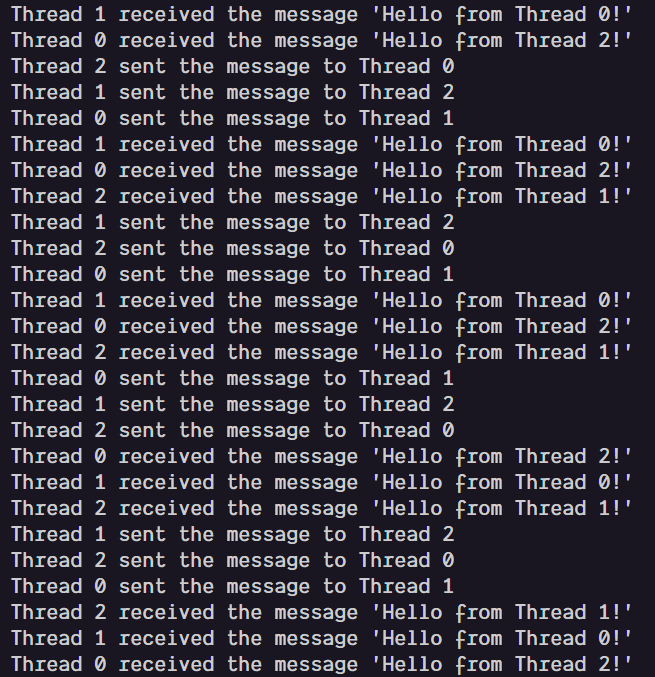 Thread 1 received the message 'Hello from Thread 0!'
Thread 0 received the message 'Hello from Thread 2!'
Thread 2 sent the message to Thread 0
Thread 1 sent the message to Thread 2
Thread 0 sent the message to Thread 1
Thread 1 received the message 'Hello from Thread 0!'
Thread 0 received the message 'Hello from Thread 2!'
Thread 2 received the message 'Hello from Thread 1!'
Thread 1 sent the message to Thread 2
Thread 2 sent the message to Thread 0
Thread 0 sent the message to Thread 1
Thread 1 received the message 'Hello from Thread 0!'
Thread 0 received the message 'Hello from Thread 2!'
Thread 2 received the message 'Hello from Thread 1!'
Thread 0 sent the message to Thread 1
Thread 1 sent the message to Thread 2
Thread 2 sent the message to Thread 0
Thread 0 received the message 'Hello from Thread 2!'
Thread 1 received the message 'Hello from Thread 0!'
Thread 2 received the message 'Hello from Thread 1!'
Thread 1 sent the message to Thread 2
Thread 2 sent the message to Thread 0
Thread 0 sent the message to Thread 1
Thread 2 received the message 'Hello from Thread 1!'
Thread 1 received the message 'Hello from Thread 0!'
Thread 0 received the message 'Hello from Thread 2!'